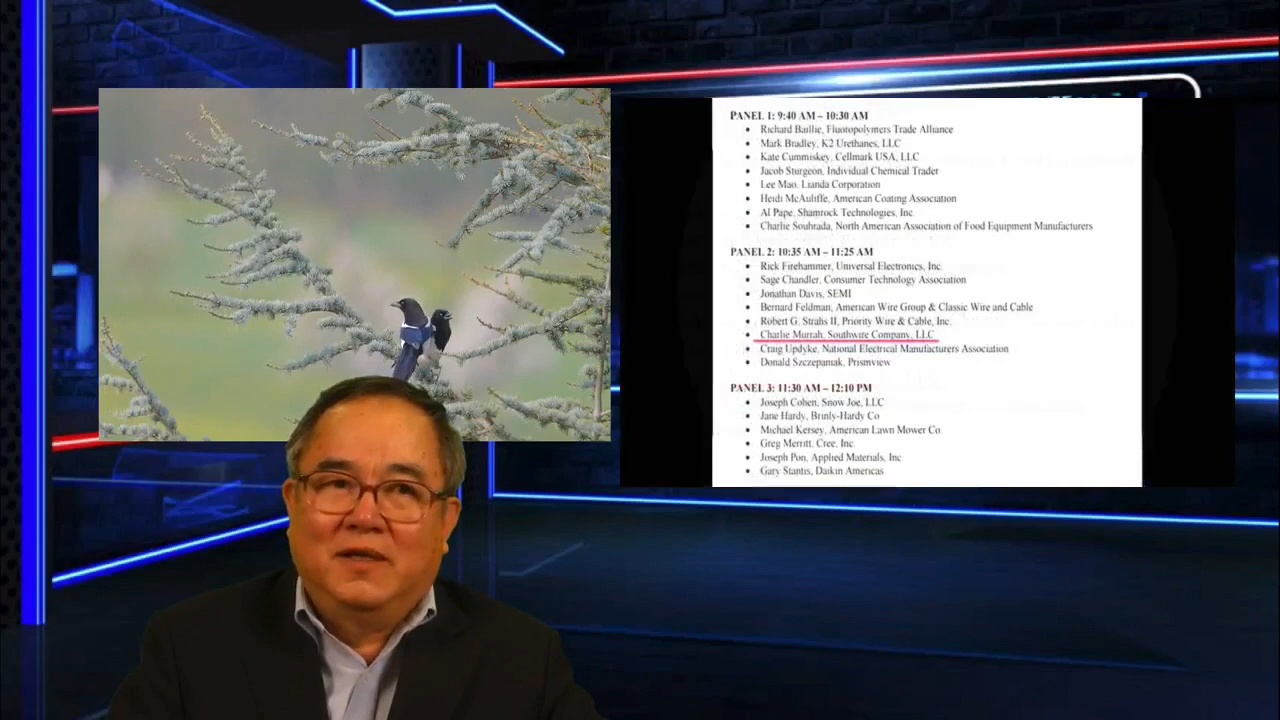 PANEL 1: 9:40 AM – 10:30 AM
• Richard Baillie, Fluotopolymers Trade Alliance
• Mark Bradley, K2 Urethanes, LLC
• Kate Cummiskey, Cellmark USA, LLC
• Jacob Sturgeon, Individual Chemical Trader
• Lee Mao, Lianda Corporation
• Heidi McAuliffe, American Coating Association
• Al Pape, Shamrock Technologies, Inc.
• Charlie Souhrada, North American Association of Food Equipment Manufacturers
PANEL 2: 10:35 AM – 11:25 AM
• Rick Firehammer, Universal Electronics, Inc.
• Sage Chandler, Consumer Technology Association
• Jonathan Davis, SEMI
• Bernard Feldman, American Wire Group & Classic Wire and Cable
• Robert G. Strahs II, Priority Wire & Cable, Inc.
• Charlie Murrah, Southwire Company, LLC
• Craig Updyke, National Electrical Manufacturers Association
• Donald Szczepaniak, Prismview
PANEL 3: 11:30 AM – 12:10 PM
• Joseph Cohen, Snow Joe, LLC
• Jane Hardy, Brinly-Hardy Co
• Michael Kersey, American Lawn Mower Co.
• Greg Merritt, Cree, Inc.
• Joseph Pon, Applied Materials, Inc
• Gary Stantis, Daikin Americas